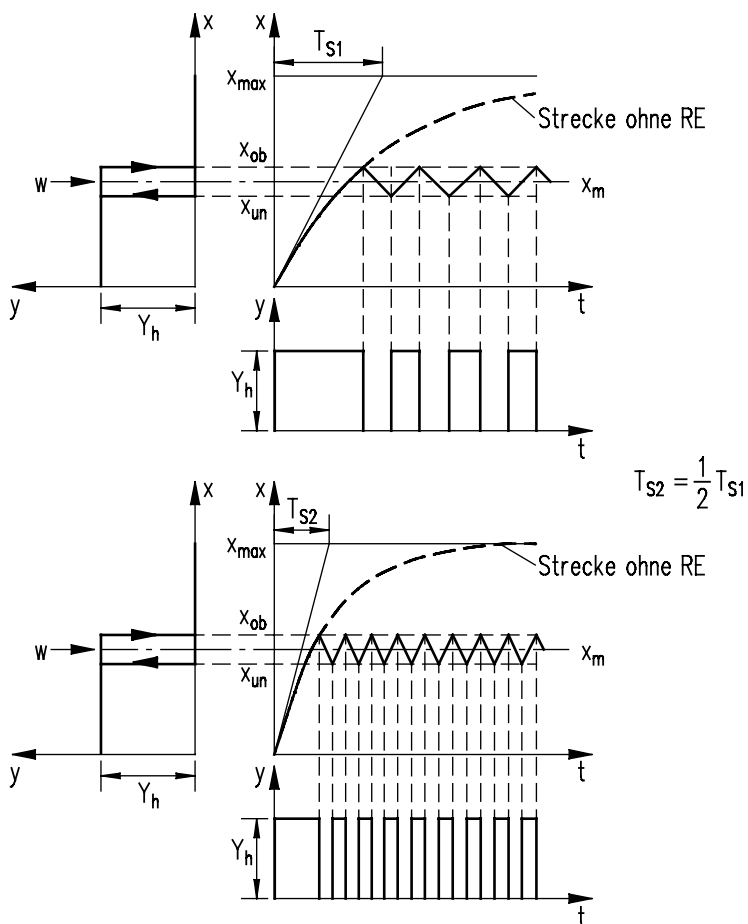 x x T_S1
x_max
Strecke ohne RE
x_ob
w x_m
x_un
y y t
Y_h
Y_h
t
T_S2 = 1/2 T_S1
x x
T_S2
x_max
Strecke ohne RE
x_ob
w x_m
x_un
y y t
Y_h
Y_h
t